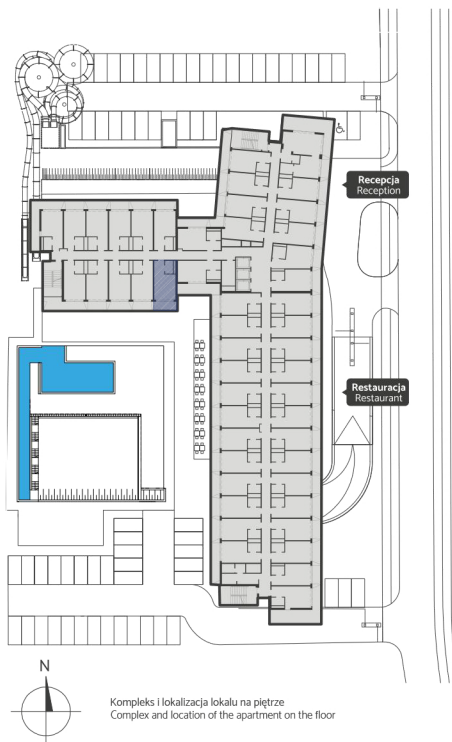 Recepcja
Reception
Restauracja
Restaurant
N
Kompleks i lokalizacja lokalu na piętrze
Complex and location of the apartment on the floor